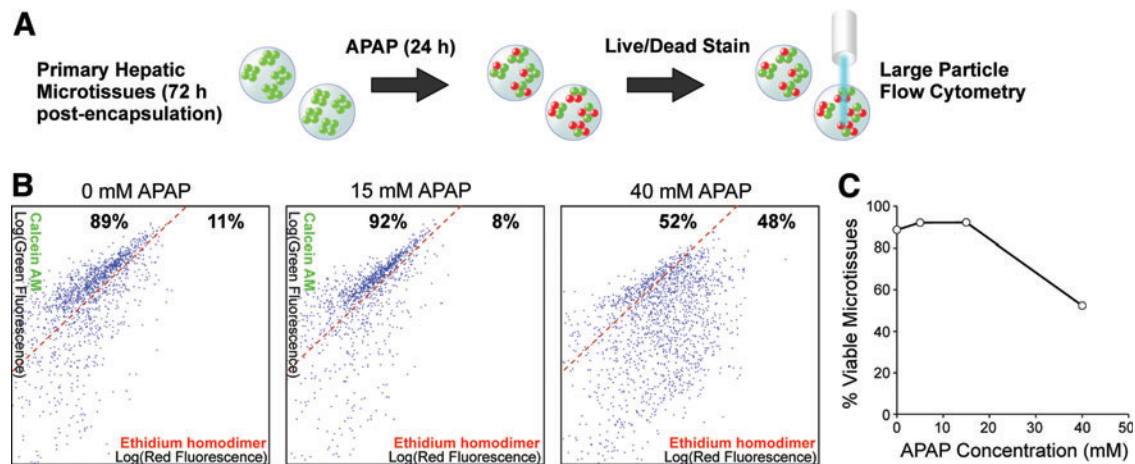 A
Primary Hepatic
Microtissues (72 h
post-encapsulation)
APAP (24 h)
Live/Dead Stain
Large Particle
Flow Cytometry
B
0 mM APAP
89%
11%
Calcein AM
Log(Green Fluorescence)
Ethidium homodimer
Log(Red Fluorescence)
15 mM APAP
92%
8%
Calcein AM
Log(Green Fluorescence)
Ethidium homodimer
Log(Red Fluorescence)
40 mM APAP
52%
48%
Ethidium homodimer
Log(Red Fluorescence)
C
% Viable Microtissues
100
80
60
40
20
0
0 10 20 30 40 50
APAP Concentration (mM)